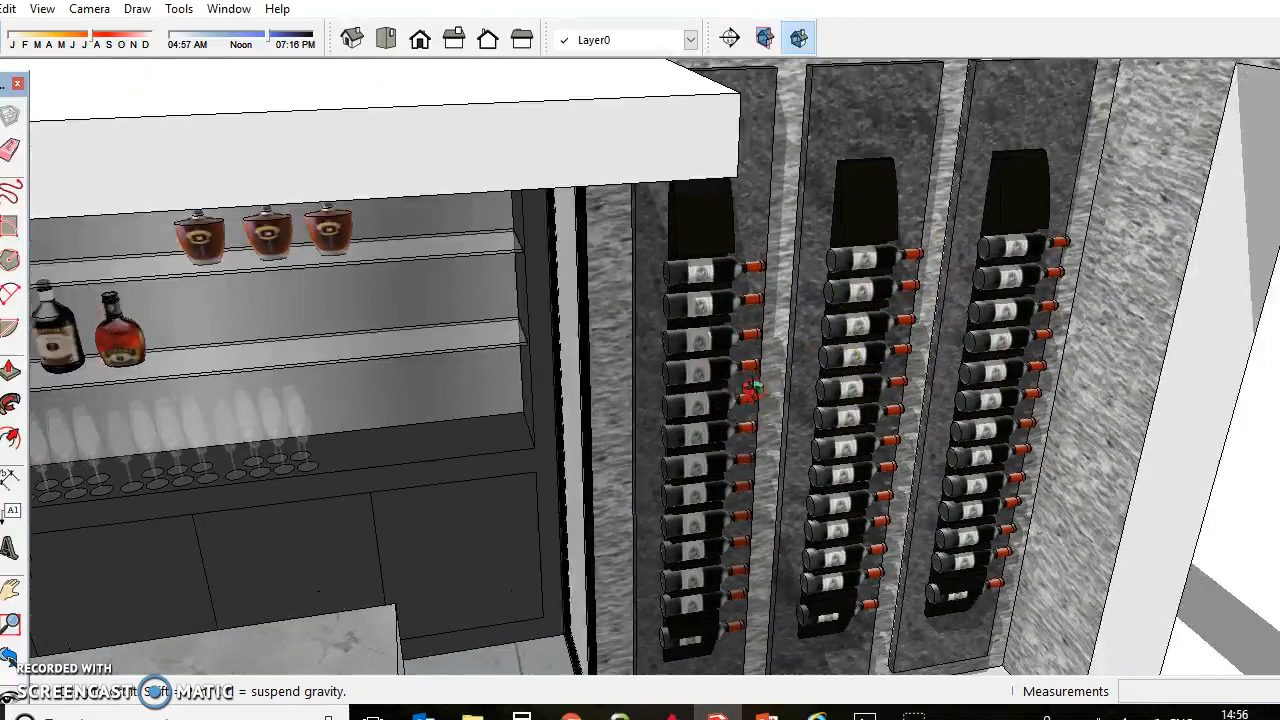 Edit View Camera Draw Tools Window Help
J F M A M J J A S O N D
04:57 AM Noon 07:16 PM
✓ Layer0
...
A1
RECORDED WITH
SCREENCAST MATIC
= suspend gravity.
Measurements
14:56